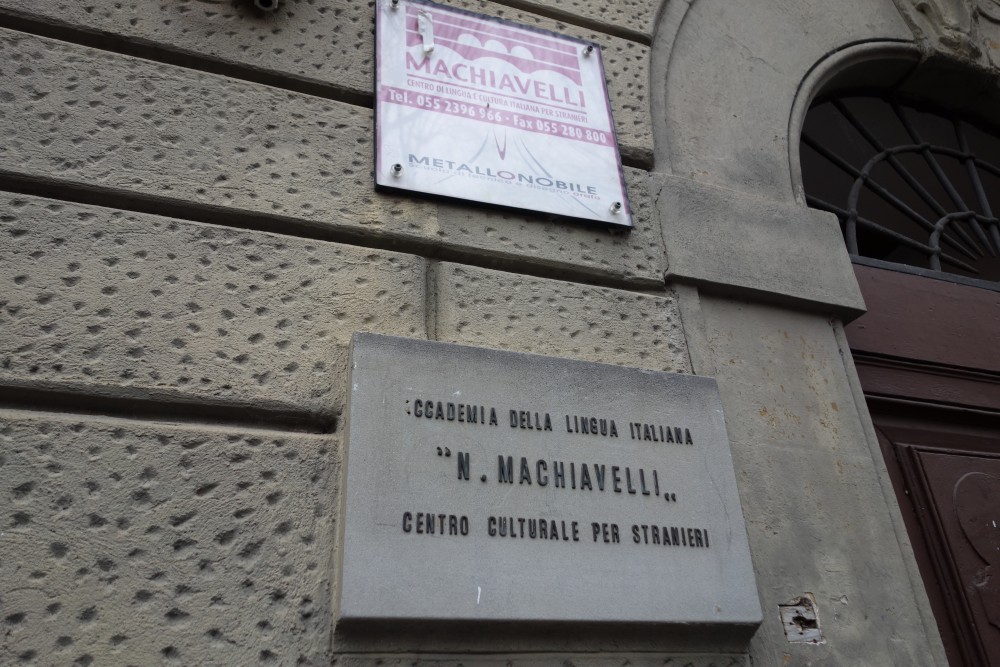 MACHIAVELLI
CENTRO DI LINGUA E CULTURA ITALIANA PER STRANIERI
Tel. 055 2396 966 - Fax 055 280 800
METALLONOBILE
CCADEMIA DELLA LINGUA ITALIANA
"N. MACHIAVELLI„
CENTRO CULTURALE PER STRANIERI